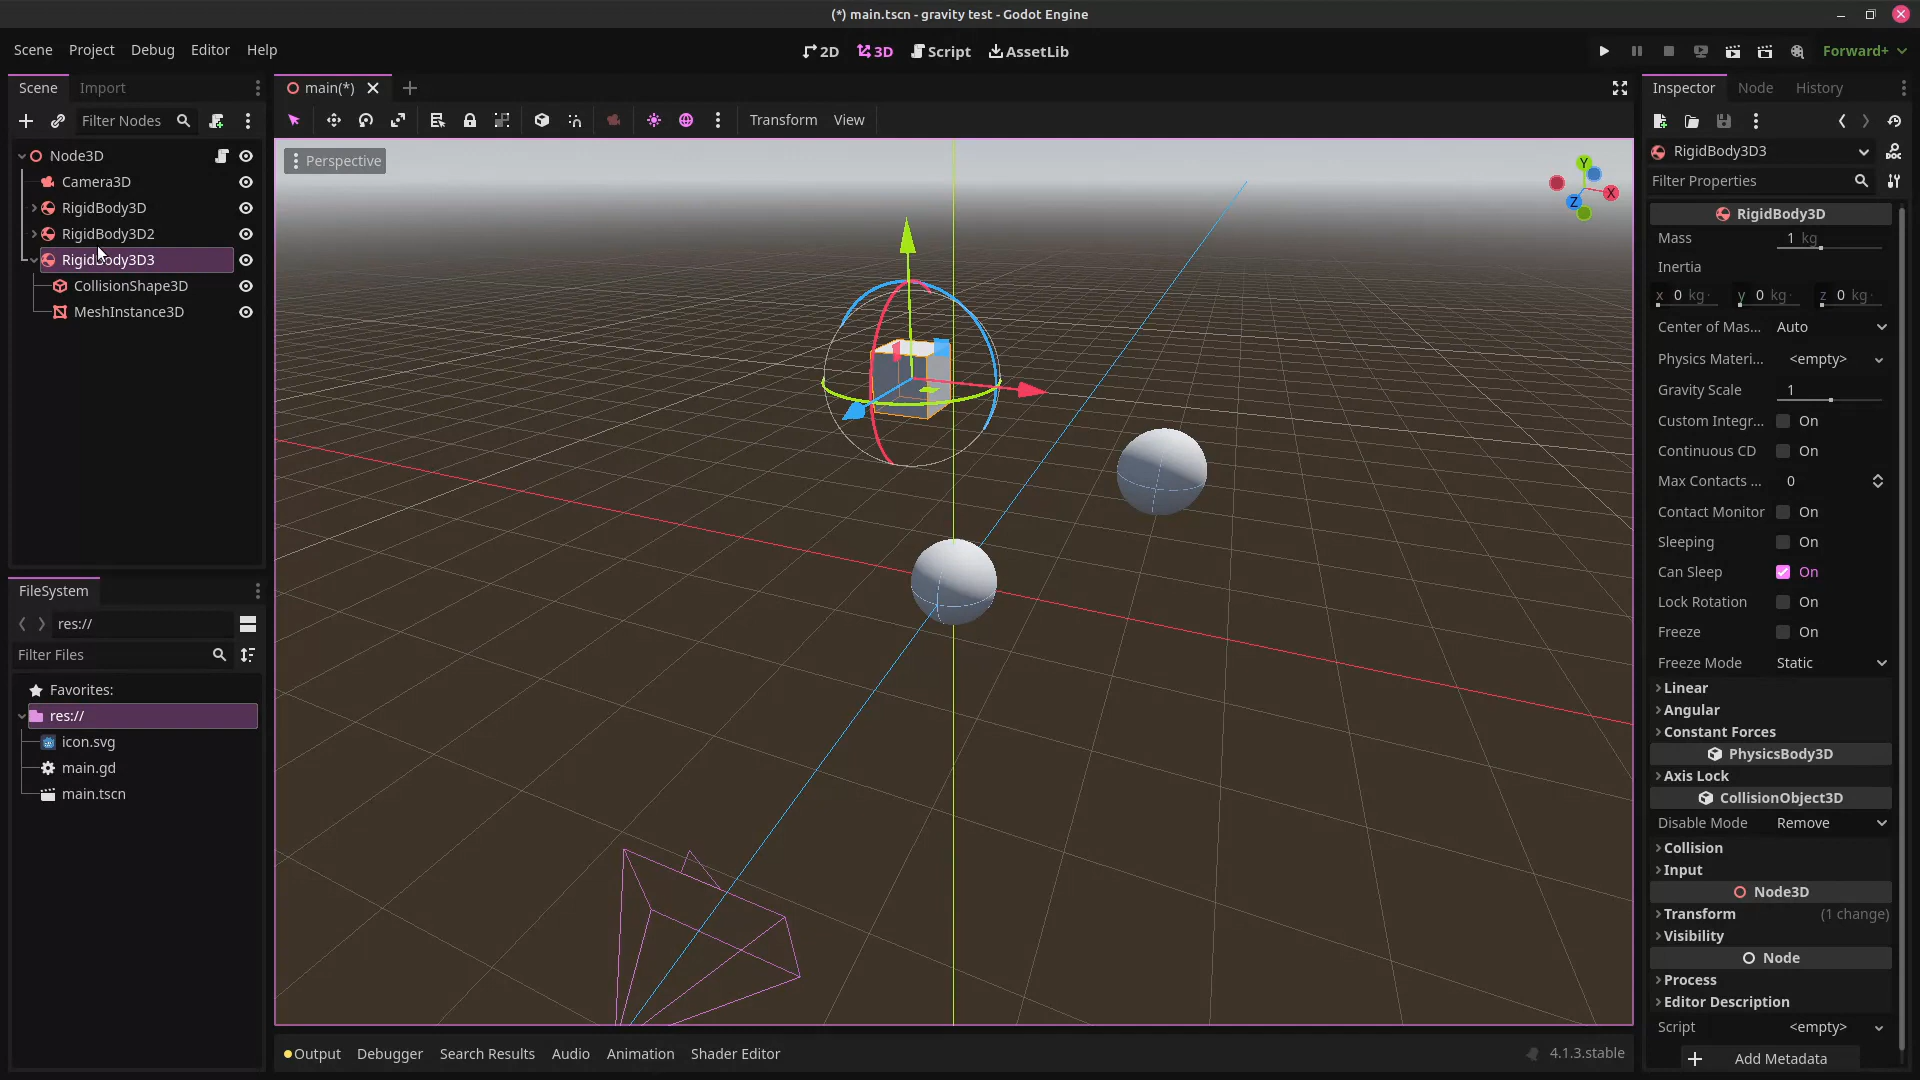 (*) main.tscn - gravity test - Godot Engine
Scene Project Debug Editor Help
2D 3D Script AssetLib
Forward+
Scene Import
Filter Nodes
Node3D
Camera3D
RigidBody3D
RigidBody3D2
RigidBody3D3
CollisionShape3D
MeshInstance3D
FileSystem
res://
Filter Files
Favorites:
res://
icon.svg
main.gd
main.tscn
main(*)
Transform View
Perspective
Y
X
Z
Output Debugger Search Results Audio Animation Shader Editor
4.1.3.stable
Inspector Node History
RigidBody3D3
Filter Properties
RigidBody3D
Mass 1 kg
Inertia
x 0 kg· y 0 kg· z 0 kg·
Center of Mas... Auto
Physics Materi... <empty>
Gravity Scale 1
Custom Integr... On
Continuous CD On
Max Contacts ... 0
Contact Monitor On
Sleeping On
Can Sleep On
Lock Rotation On
Freeze On
Freeze Mode Static
Linear
Angular
Constant Forces
PhysicsBody3D
Axis Lock
CollisionObject3D
Disable Mode Remove
Collision
Input
Node3D
Transform (1 change)
Visibility
Node
Process
Editor Description
Script <empty>
Add Metadata